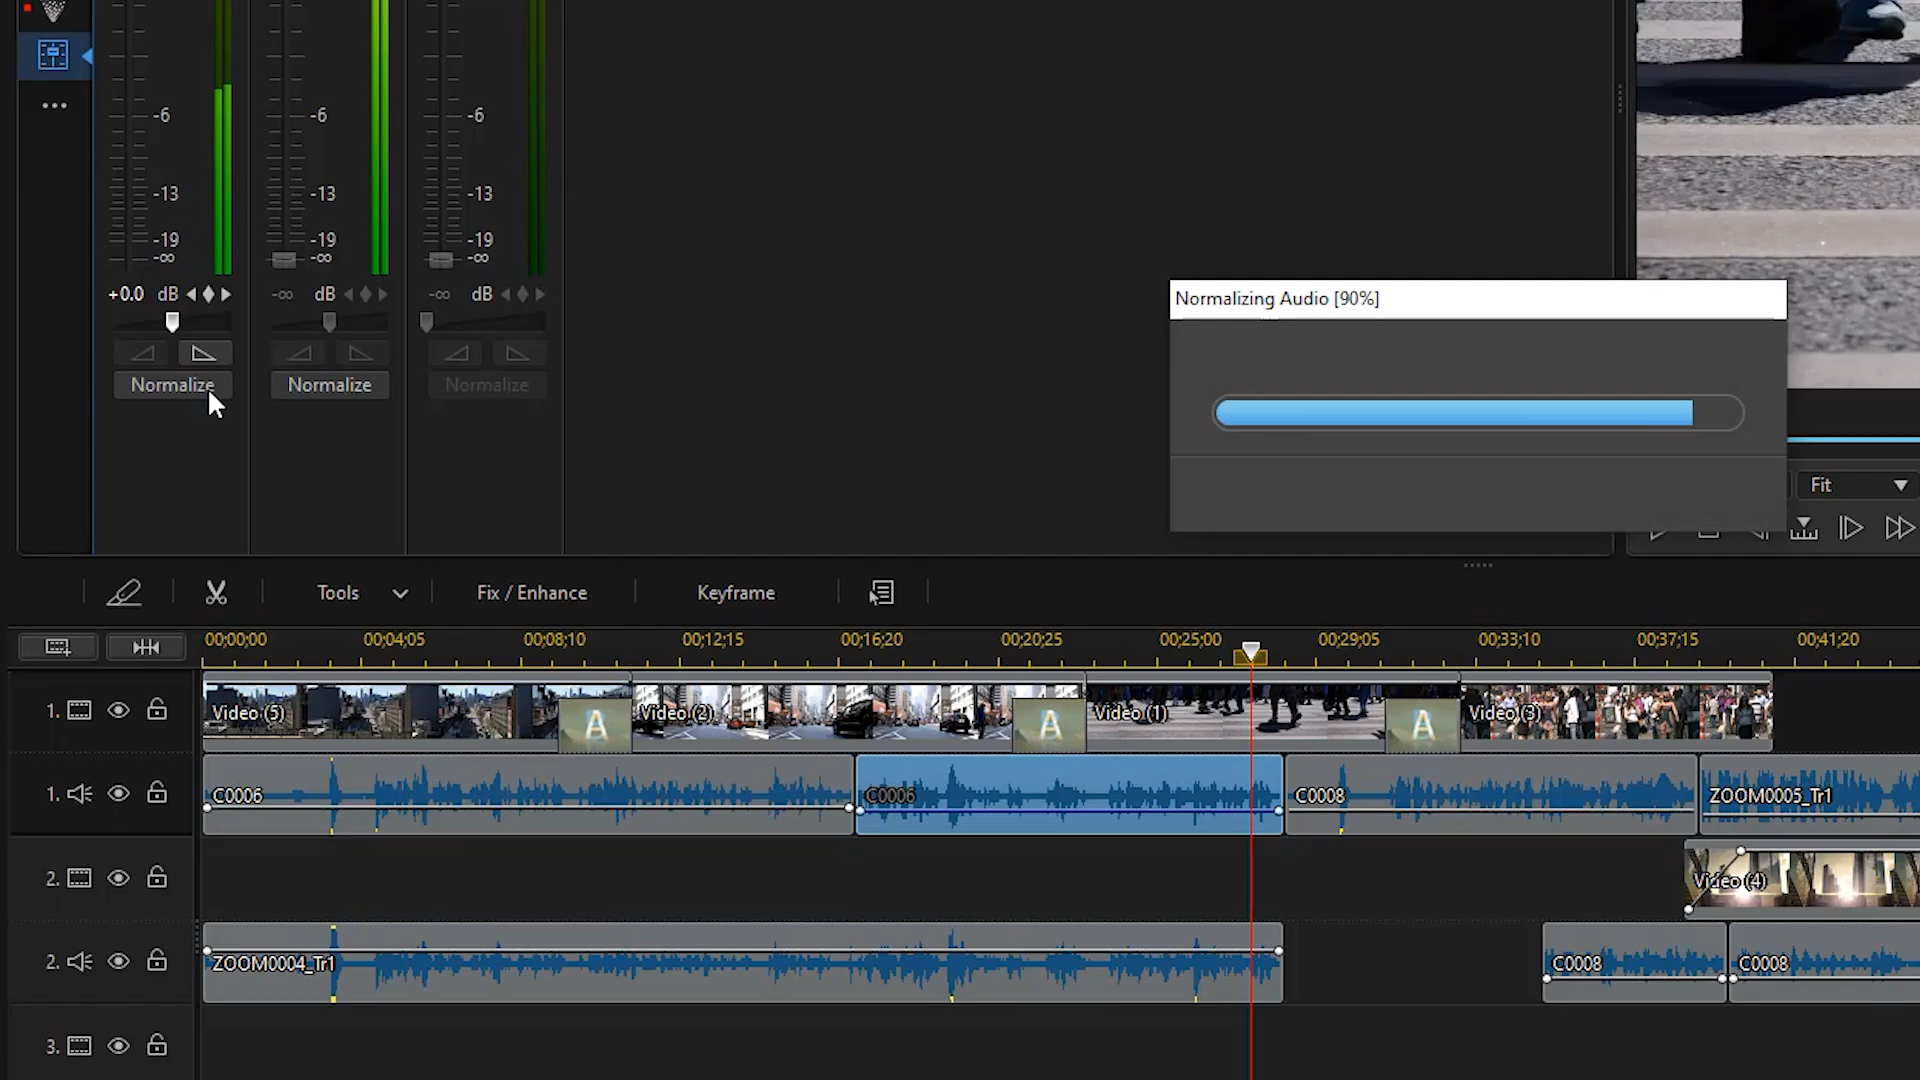 -6
-6
-6
-13
-13
-13
-19
-19
-19
-∞
-∞
-∞
+0.0 dB
-∞ dB
-∞ dB
Normalize
Normalize
Normalize
Normalizing Audio [90%]
Fit
Tools
Fix / Enhance
Keyframe
00;00;00
00;04;05
00;08;10
00;12;15
00;16;20
00;20;25
00;25;00
00;29;05
00;33;10
00;37;15
00;41;20
1.
Video (5)
A
Video (2)
A
Video (1)
A
Video (3)
1.
C0006
C0006
C0008
ZOOM0005_Tr1
2.
Video (4)
2.
ZOOM0004_Tr1
C0008
C0008
3.